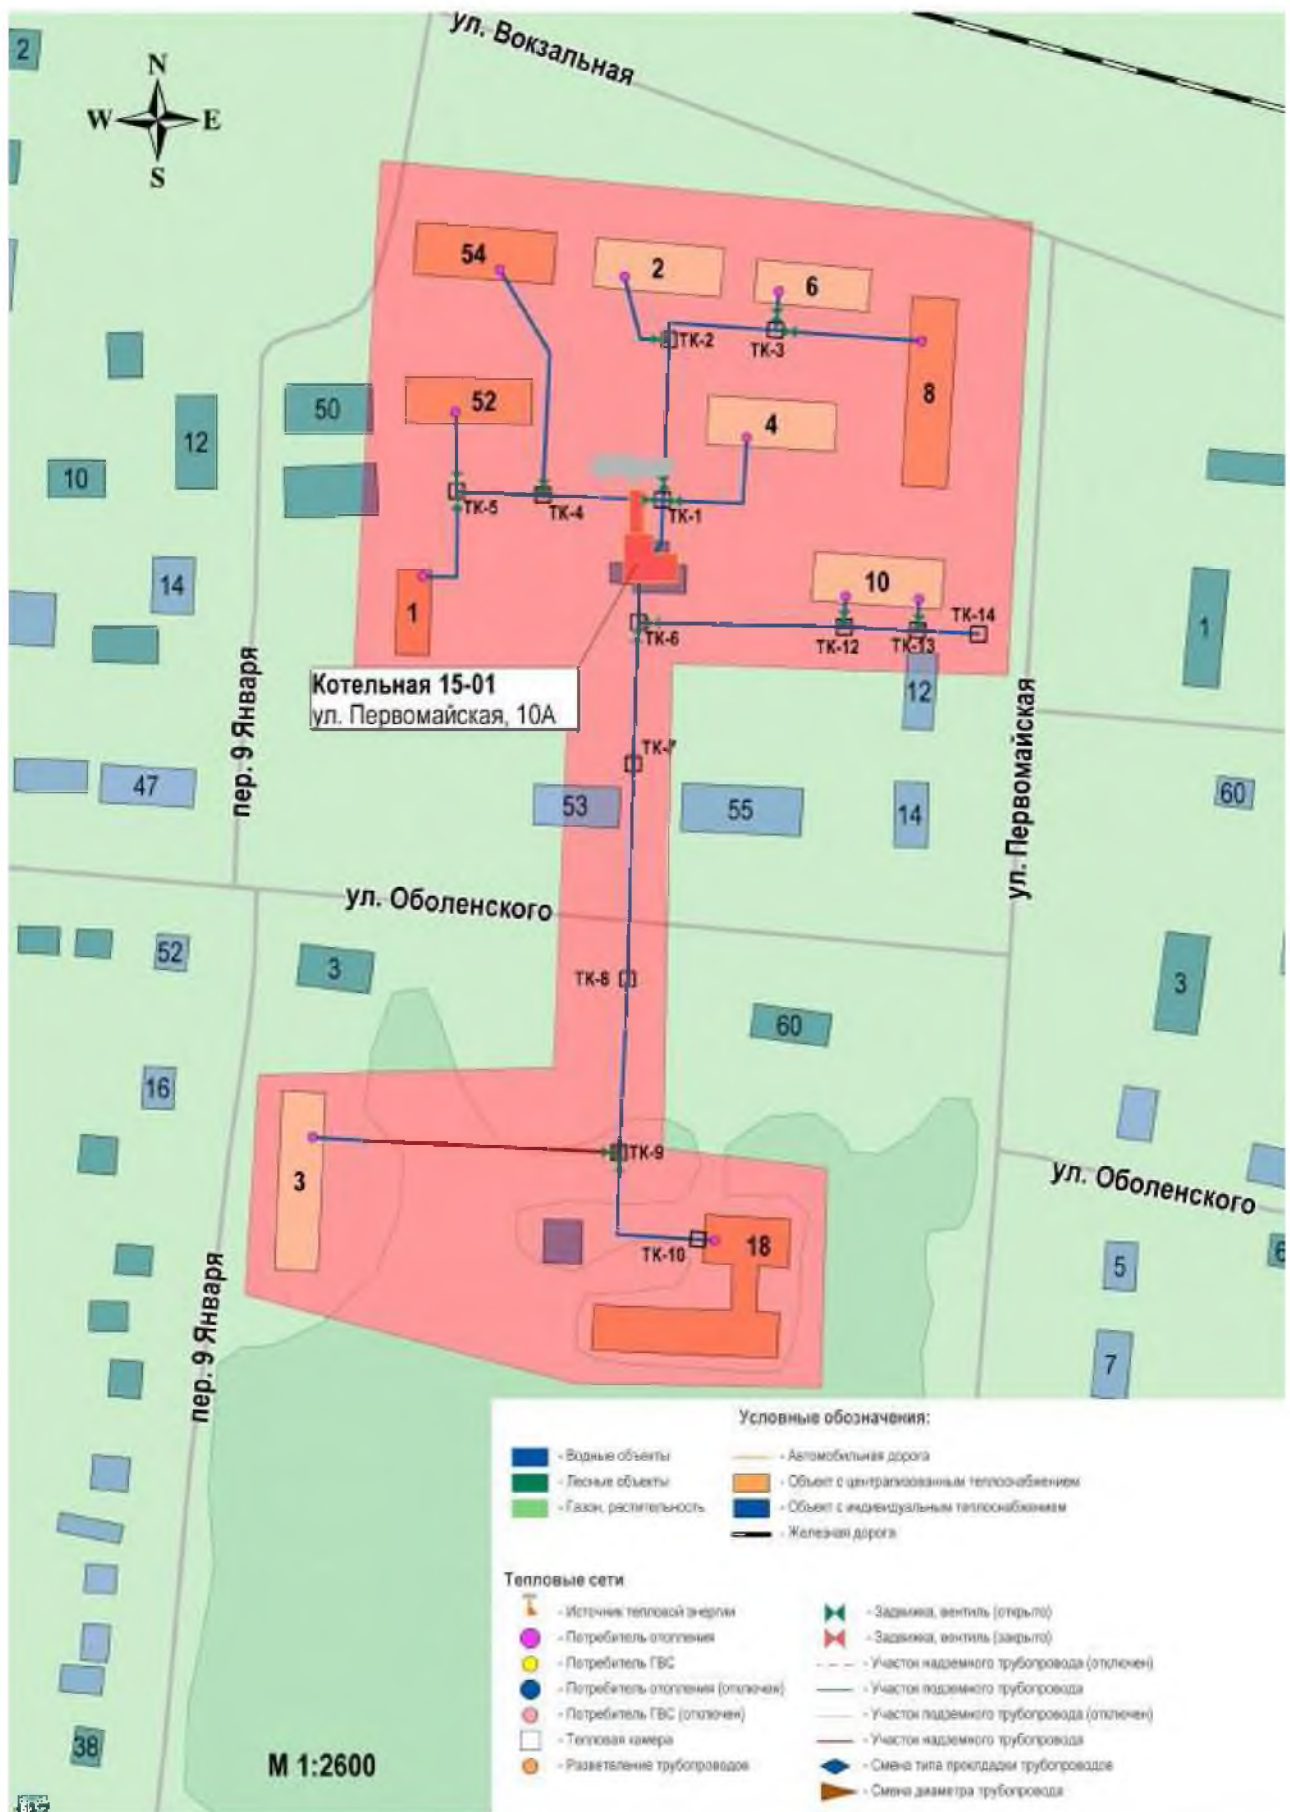 ул. Вокзальная
2
N
W E
S
54
2
6
ТК-2
ТК-3
8
50
52
4
12
10
ТК-5
ТК-4
ТК-1
14
1
10
ТК-14
ТК-6
ТК-12
ТК-13
1
Котельная 15-01
ул. Первомайская, 10А
12
пер. 9 Января
ул. Первомайская
ТК-7
47
53
55
14
60
ул. Оболенского
52
3
ТК-8
3
60
16
ТК-9
3
ул. Оболенского
ТК-10
18
5
6
пер. 9 Января
7
38
М 1:2600
Условные обозначения:
- Водные объекты
- Лесные объекты
- Газон, растительность
- Автомобильная дорога
- Объект с централизованным теплоснабжением
- Объект с индивидуальным теплоснабжением
- Железная дорога
Тепловые сети
- Источник тепловой энергии
- Потребитель отопления
- Потребитель ГВС
- Потребитель отопления (отключен)
- Потребитель ГВС (отключен)
- Тепловая камера
- Разветвление трубопроводов
- Задвижка, вентиль (открыто)
- Задвижка, вентиль (закрыто)
- Участок надземного трубопровода (отключен)
- Участок подземного трубопровода
- Участок подземного трубопровода (отключен)
- Участок надземного трубопровода
- Смена типа прокладки трубопроводов
- Смена диаметра трубопровода